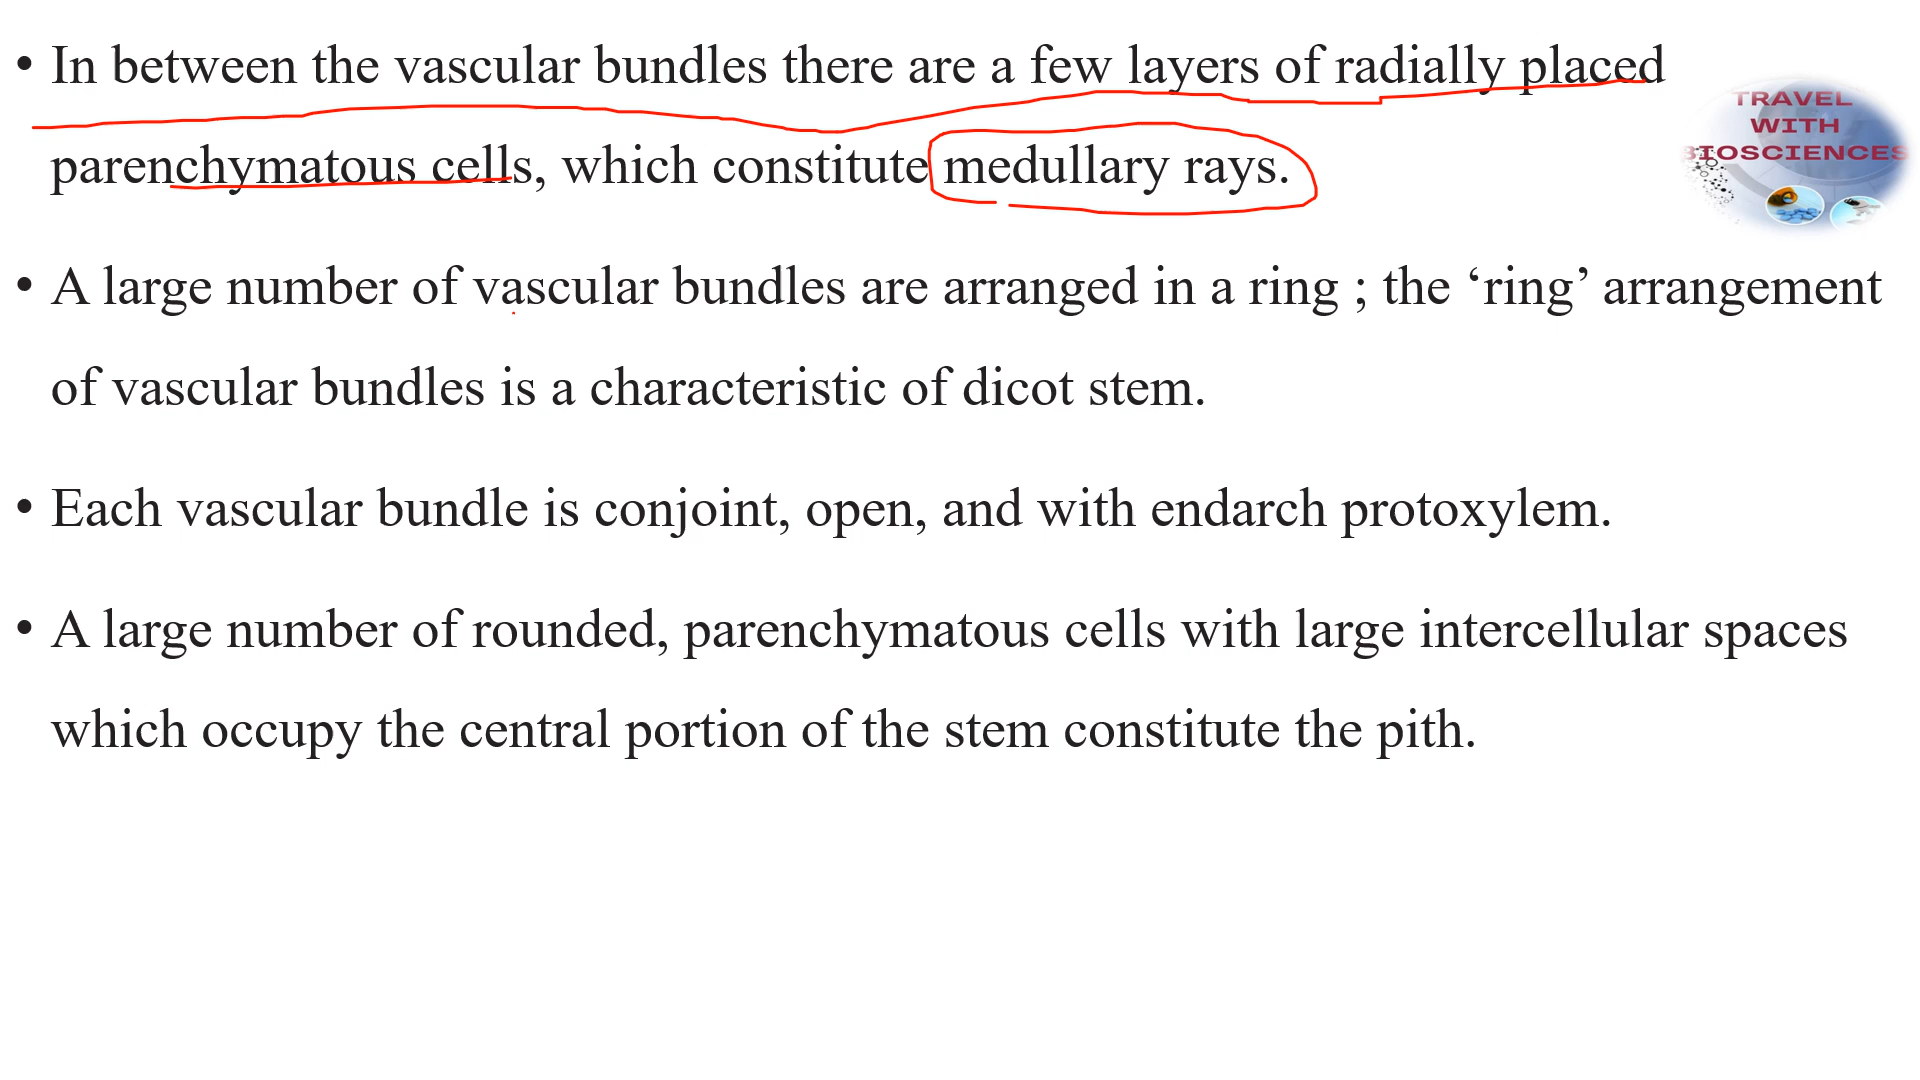 • In between the vascular bundles there are a few layers of radially placed
parenchymatous cells, which constitute medullary rays.
• A large number of vascular bundles are arranged in a ring ; the ‘ring’ arrangement
of vascular bundles is a characteristic of dicot stem.
• Each vascular bundle is conjoint, open, and with endarch protoxylem.
• A large number of rounded, parenchymatous cells with large intercellular spaces
which occupy the central portion of the stem constitute the pith.
TRAVEL
WITH
BIOSCIENCES